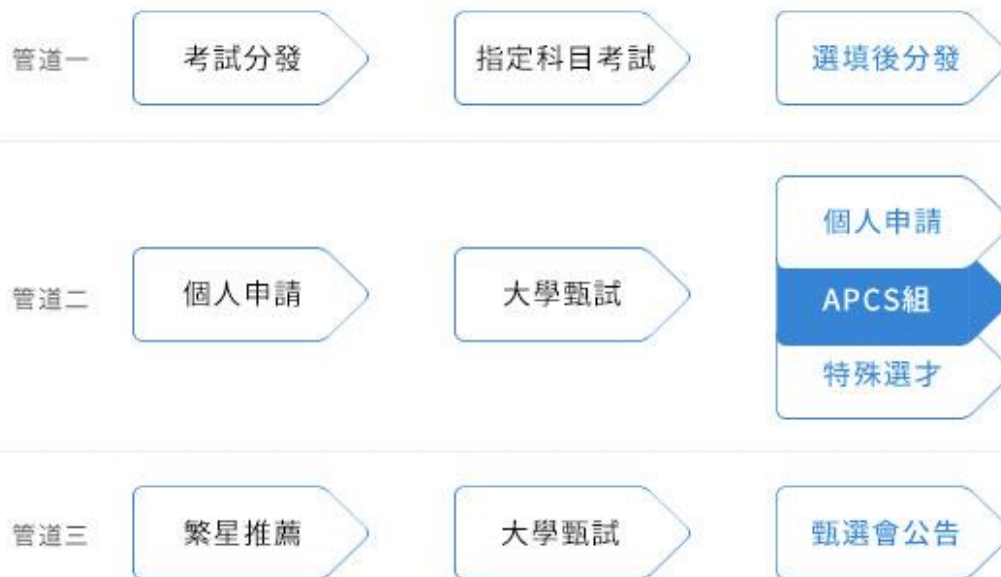 管道一
考試分發
指定科目考試
選填後分發
管道二
個人申請
大學甄試
個人申請
APCS組
特殊選才
管道三
繁星推薦
大學甄試
甄選會公告